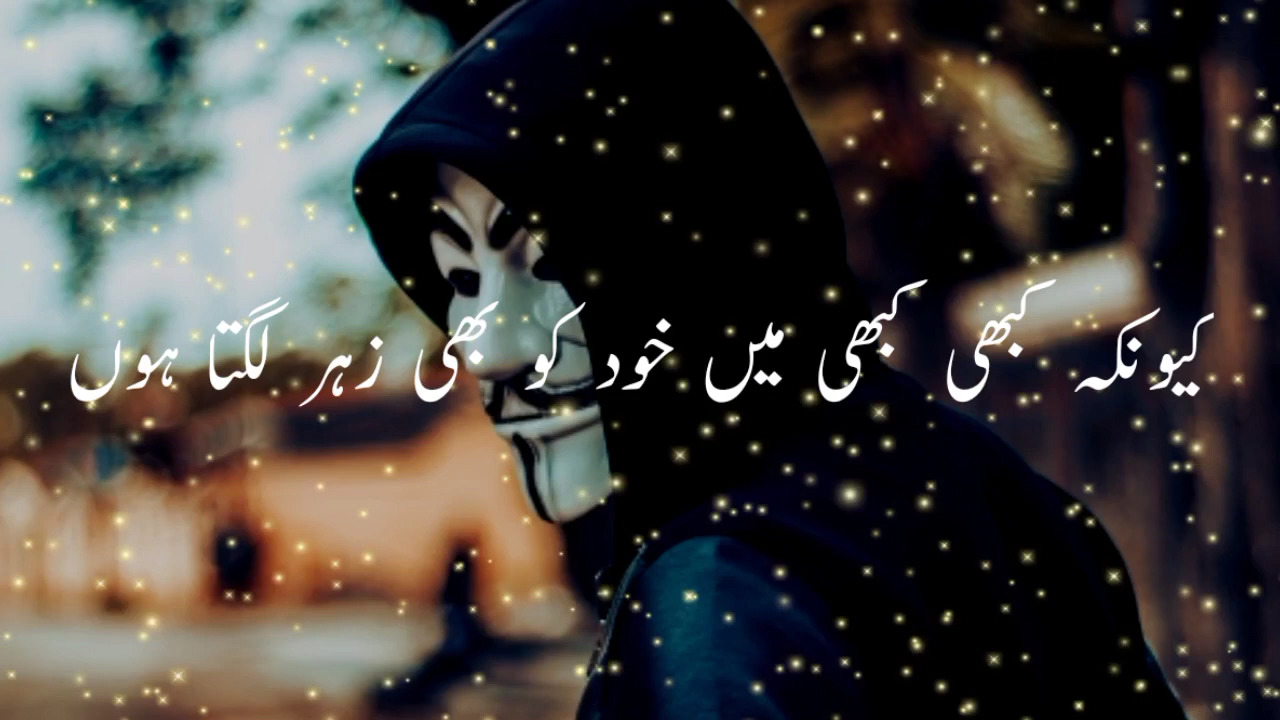 کیونکہ کبھی کبھی میں خود کو بھی زہر لگتا ہوں